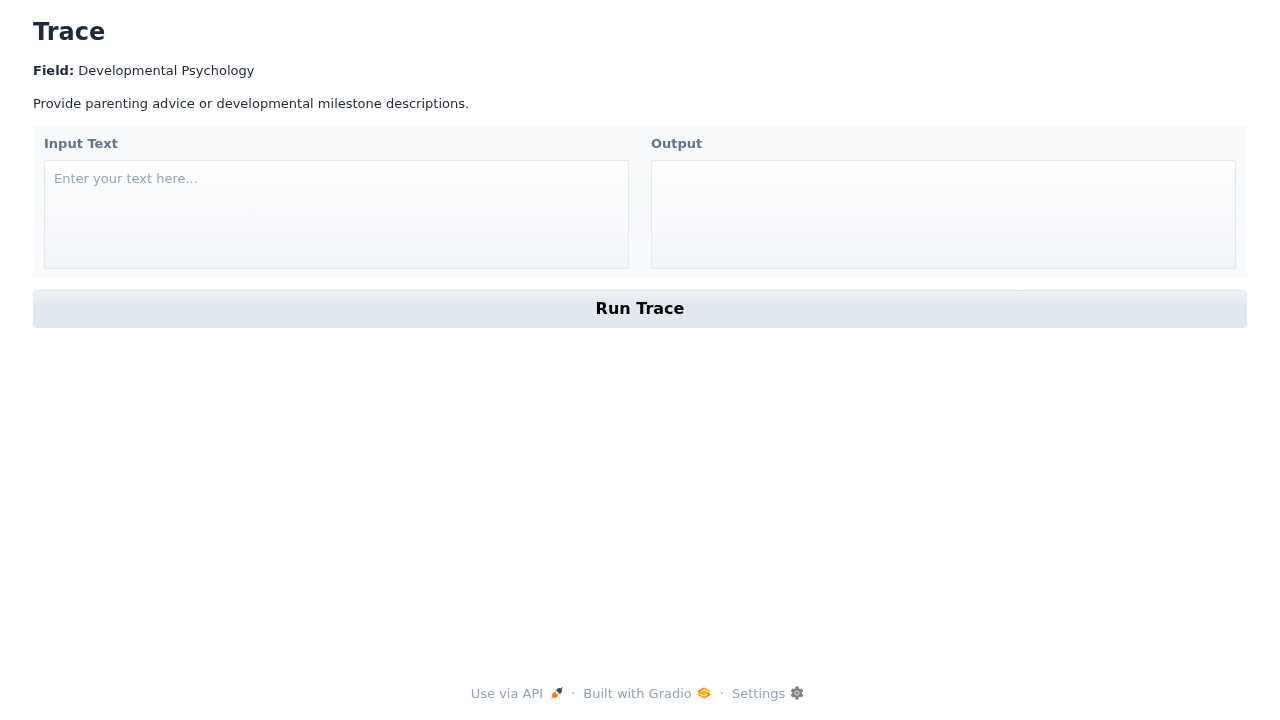 Trace
Field: Developmental Psychology
Provide parenting advice or developmental milestone descriptions.
Input Text
Output
Enter your text here...
Run Trace
Use via API · Built with Gradio · Settings